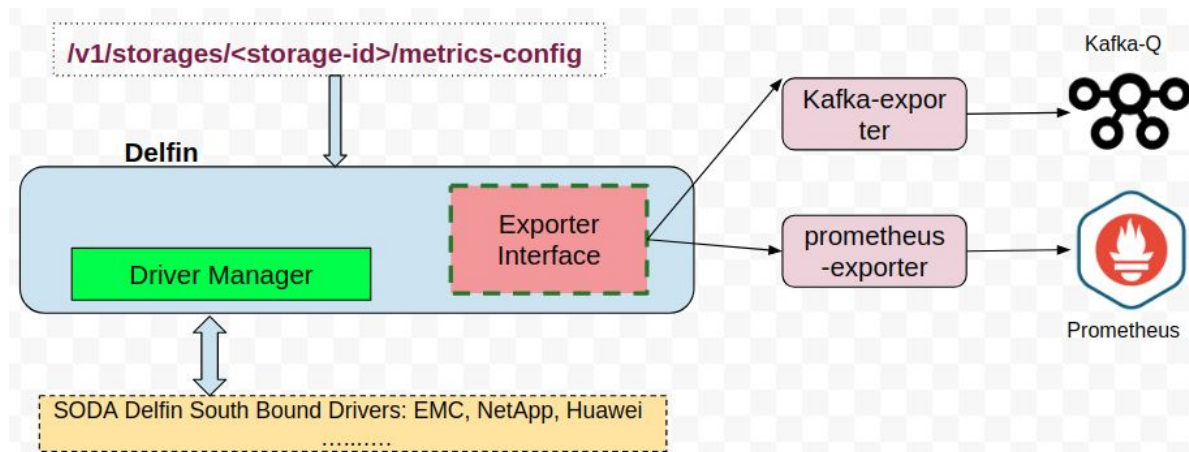 /v1/storages/<storage-id>/metrics-config
Kafka-Q
Kafka-expor
ter
Delfin
Exporter
Interface
prometheus
-exporter
Driver Manager
Prometheus
SODA Delfin South Bound Drivers: EMC, NetApp, Huawei
..........